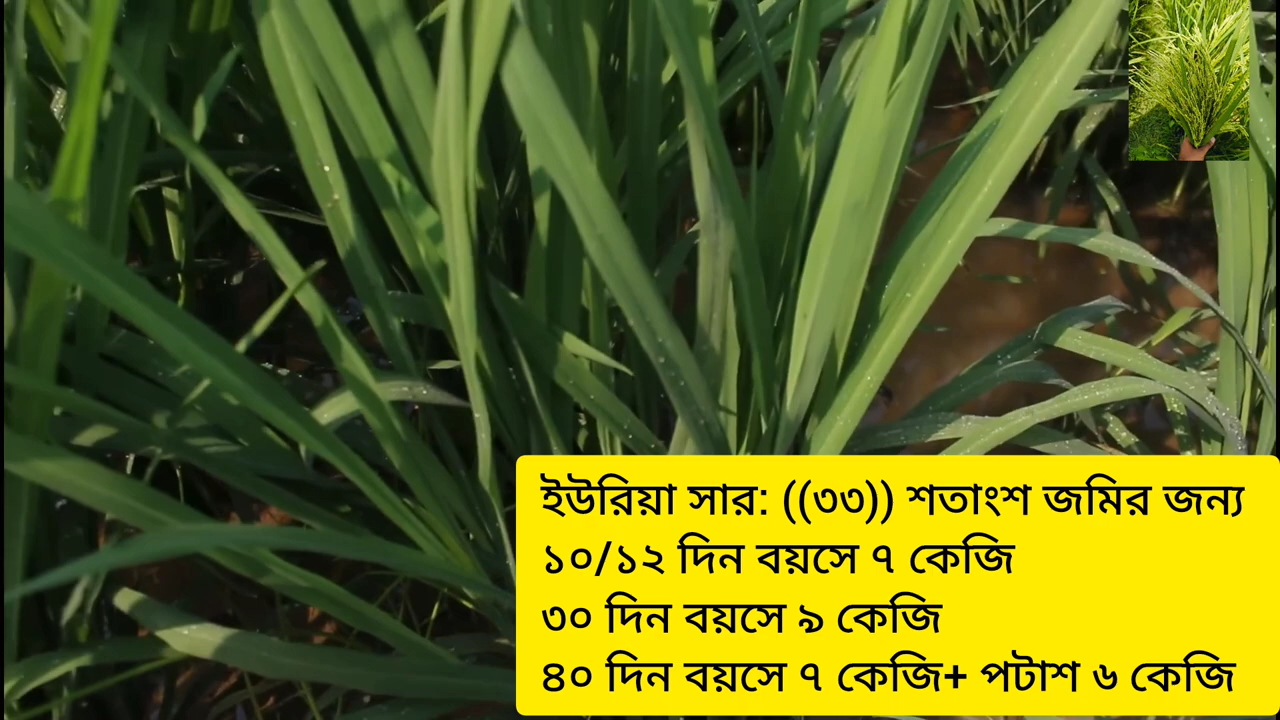 ইউরিয়া সার: ((৩৩)) শতাংশ জমির জন্য
১০/১২ দিন বয়সে ৭ কেজি
৩০ দিন বয়সে ৯ কেজি
৪০ দিন বয়সে ৭ কেজি+ পটাশ ৬ কেজি